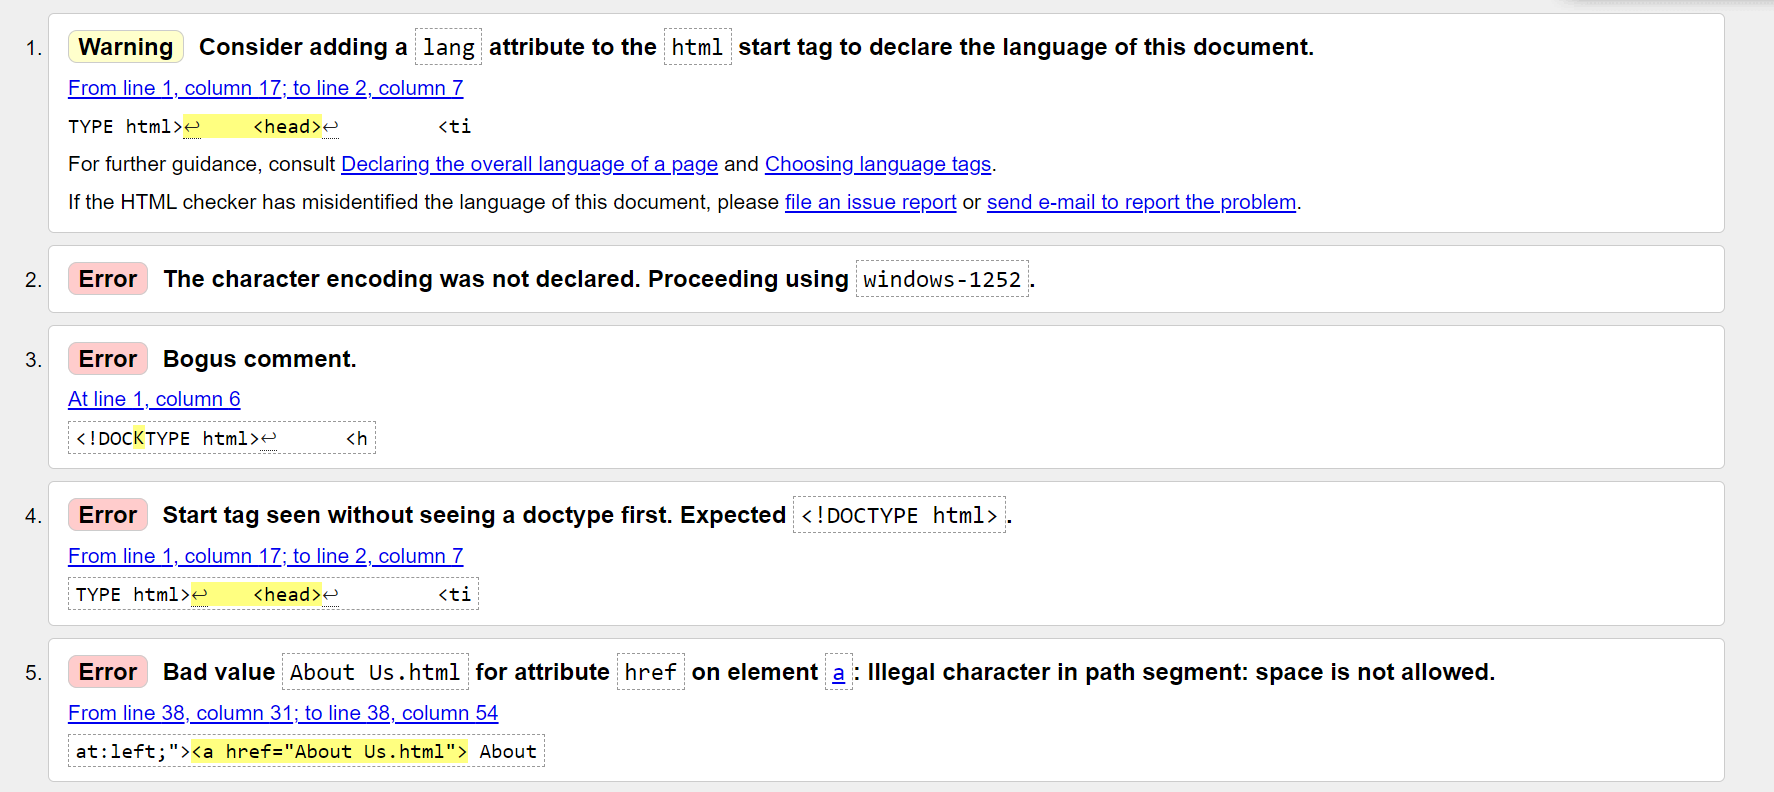 1. Warning Consider adding a lang attribute to the html start tag to declare the language of this document.
From line 1, column 17; to line 2, column 7
TYPE html>↩ <head>↩ <ti
For further guidance, consult Declaring the overall language of a page and Choosing language tags.
If the HTML checker has misidentified the language of this document, please file an issue report or send e-mail to report the problem.
2. Error The character encoding was not declared. Proceeding using windows-1252.
3. Error Bogus comment.
At line 1, column 6
<!DOCKTYPE html>↩ <h
4. Error Start tag seen without seeing a doctype first. Expected <!DOCTYPE html>.
From line 1, column 17; to line 2, column 7
TYPE html>↩ <head>↩ <ti
5. Error Bad value About Us.html for attribute href on element a: Illegal character in path segment: space is not allowed.
From line 38, column 31; to line 38, column 54
at:left;"><a href="About Us.html"> About